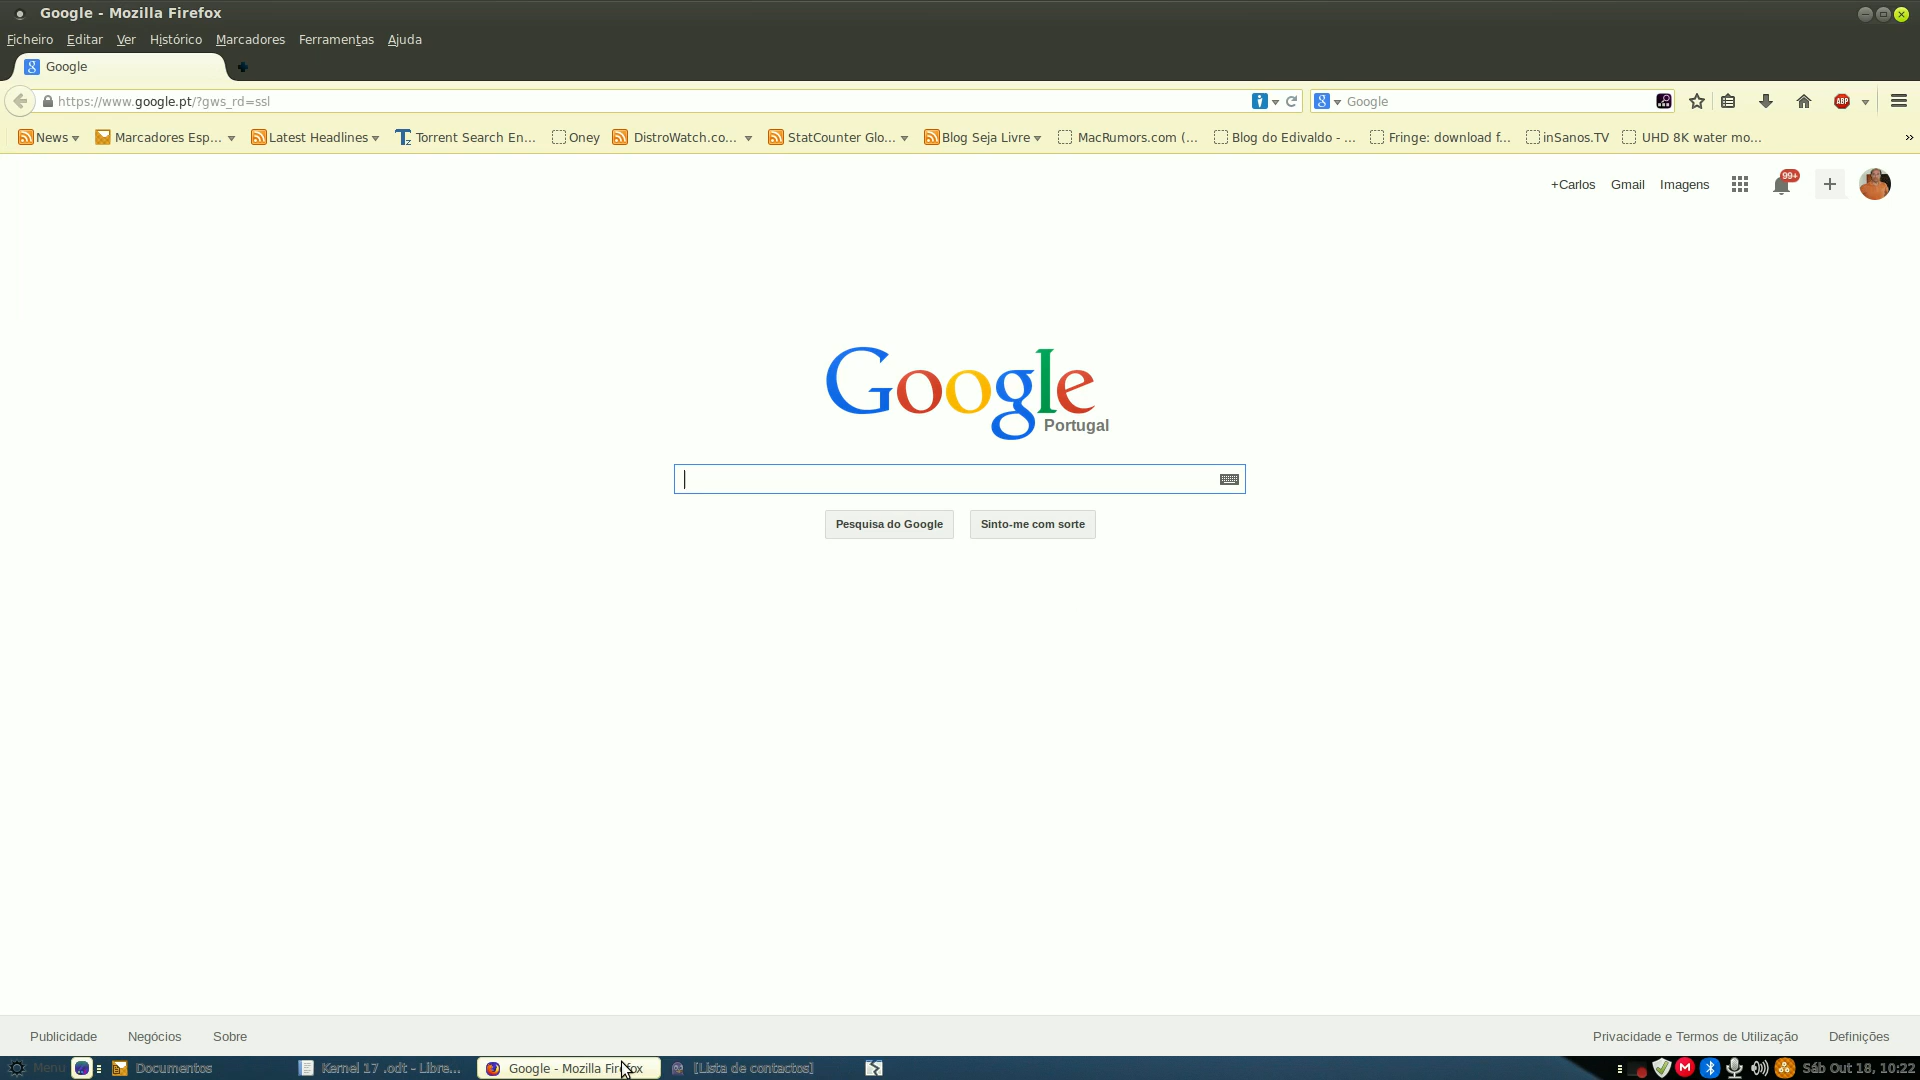 Google - Mozilla Firefox
Ficheiro Editar Ver Histórico Marcadores Ferramentas Ajuda
Google
https://www.google.pt/?gws_rd=ssl
Google
ABP
News Marcadores Esp... Latest Headlines Torrent Search En... Oney DistroWatch.co... StatCounter Glo... Blog Seja Livre MacRumors.com (... Blog do Edivaldo - ... Fringe: download f... inSanos.TV UHD 8K water mo... »
+Carlos Gmail Imagens 99+
Google
Portugal
Pesquisa do Google Sinto-me com sorte
Publicidade Negócios Sobre Privacidade e Termos de Utilização Definições
Menu Documentos Kernel 17 .odt - Libre... Google - Mozilla Firefox [Lista de contactos] Sáb Out 18, 10:22